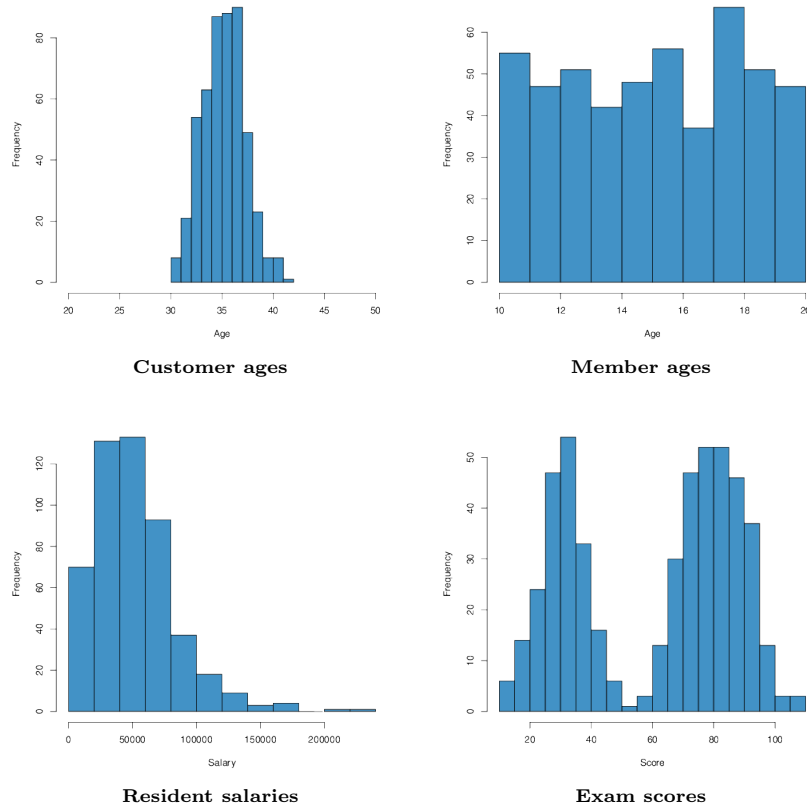 Frequency
0 20 40 60 80
20 25 30 35 40 45 50
Age
Customer ages
Frequency
0 10 20 30 40 50 60
10 12 14 16 18 20
Age
Member ages
Frequency
0 20 40 60 80 100 120
0 50000 100000 150000 200000
Salary
Resident salaries
Frequency
0 10 20 30 40 50
20 40 60 80 100
Score
Exam scores